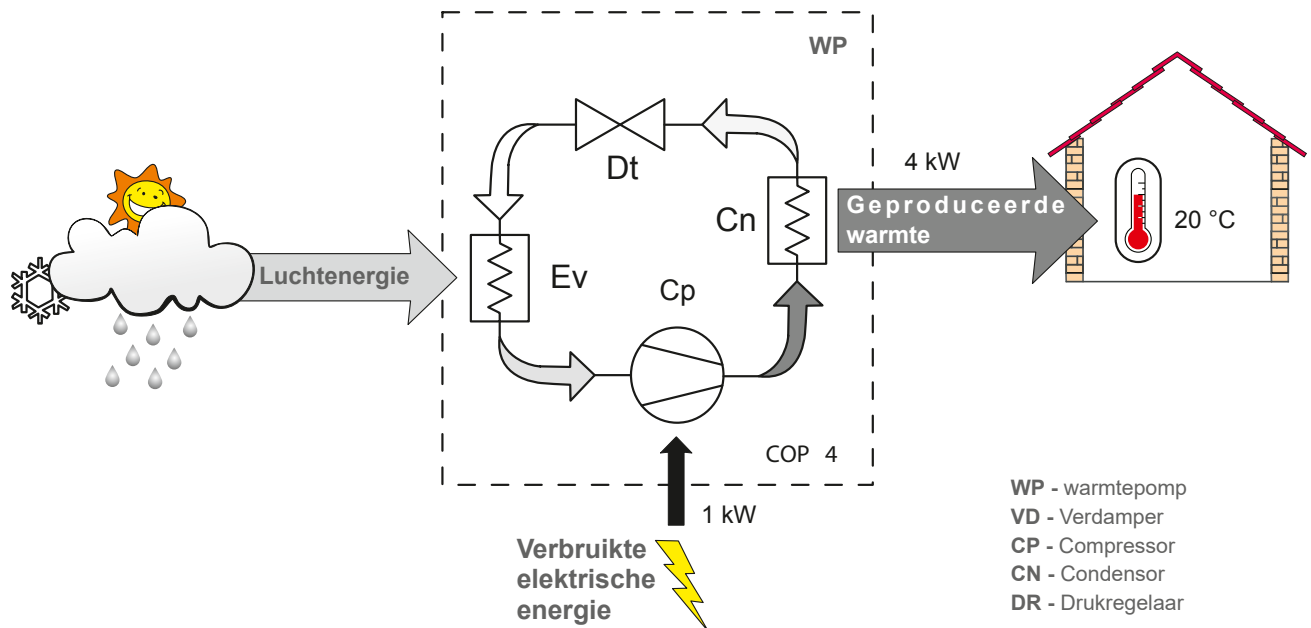 WP
Dt
4 kW
Geproduceerde
warmte
Cn
20 °C
Luchtenergie
Ev
Cp
COP 4
1 kW
Verbruikte
elektrische
energie
WP - warmtepomp
VD - Verdamper
CP - Compressor
CN - Condensor
DR - Drukregelaar